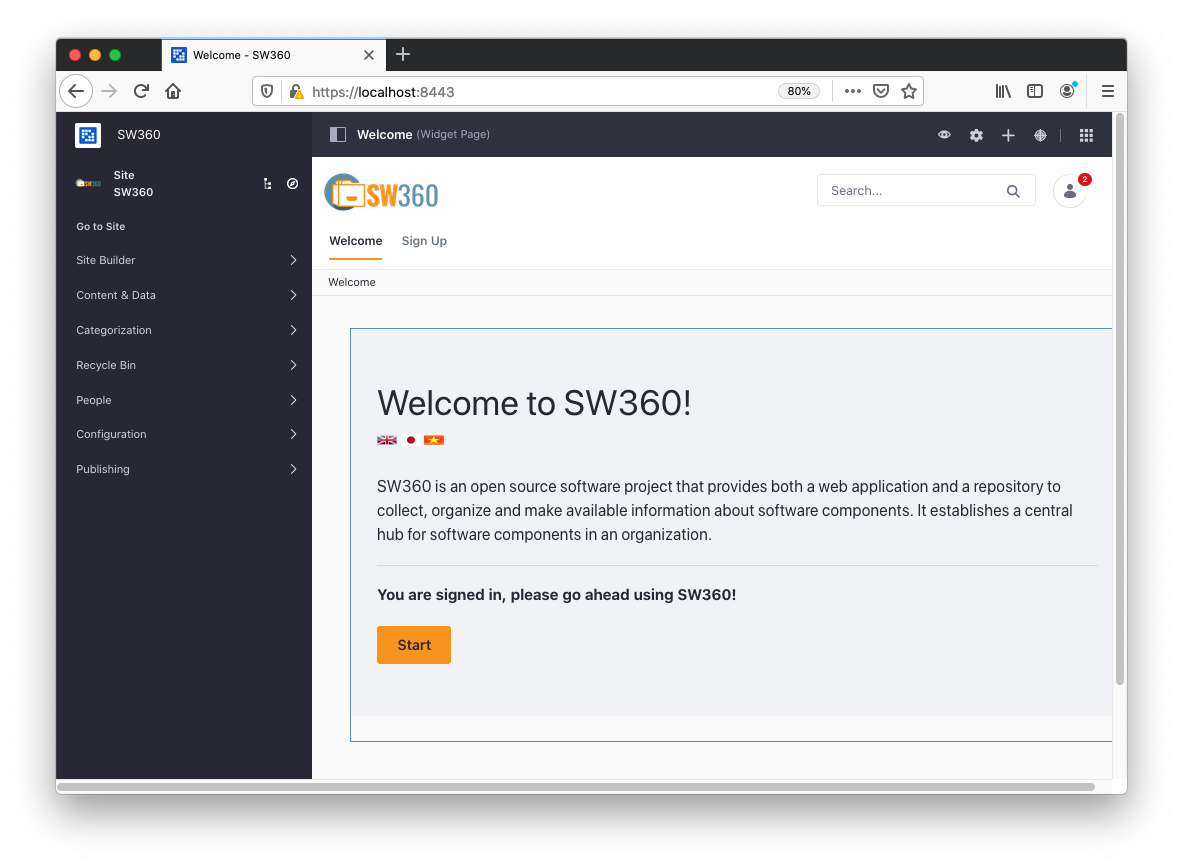 Welcome - SW360
https://localhost:8443
80%
SW360
Welcome (Widget Page)
Site
SW360
Go to Site
Site Builder
Content & Data
Categorization
Recycle Bin
People
Configuration
Publishing
SW360
Search...
2
Welcome
Sign Up
Welcome
Welcome to SW360!
SW360 is an open source software project that provides both a web application and a repository to
collect, organize and make available information about software components. It establishes a central
hub for software components in an organization.
You are signed in, please go ahead using SW360!
Start